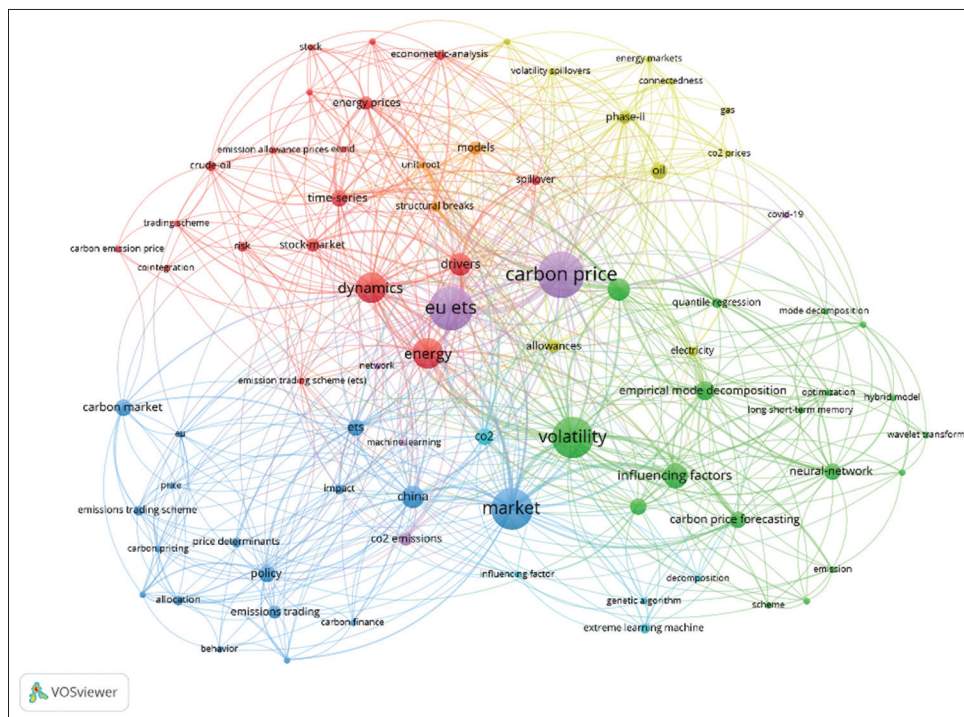 stock
econometric-analysis
energy markets
volatility spillovers
connectedness
energy prices
gas
phase-ii
emission allowance prices
eemd
models
co2 prices
crude-oil
unit root
spillover
oil
time-series
structural breaks
covid-19
trading scheme
carbon emission price
risk
stock-market
cointegration
drivers
carbon price
dynamics
eu ets
quantile regression
mode decomposition
allowances
electricity
energy
network
emission trading scheme (ets)
empirical mode decomposition
optimization
hybrid model
carbon market
long short-term memory
ets
eu
machine learning
co2
volatility
wavelet transform
price
impact
influencing factors
neural-network
china
market
emissions trading scheme
carbon price forecasting
price determinants
co2 emissions
carbon pricing
policy
influencing factor
decomposition
emission
allocation
genetic algorithm
scheme
emissions trading
carbon finance
extreme learning machine
behavior
VOSviewer